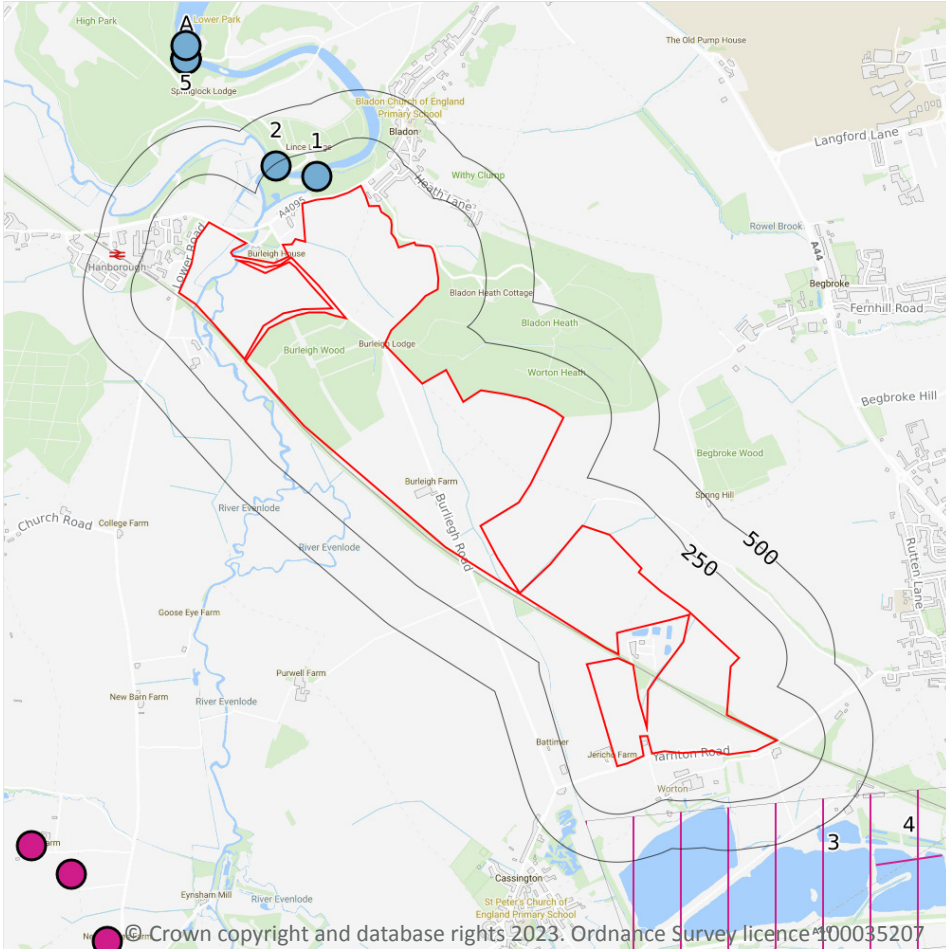 High Park
Lower Park
A
5
Springlock Lodge
The Old Pump House
Bladon Church of England
Primary School
Bladon
Langford Lane
2
1
Lince Lodge
Withy Clump
Heath Lane
A4095
Rowel Brook
A44
Lower Road
Burleigh House
Hanborough
Begbroke
Bladon Heath Cottage
Fernhill Road
Bladon Heath
Burleigh Wood
Burleigh Lodge
Worton Heath
Begbroke Hill
Begbroke Wood
Burleigh Farm
Spring Hill
River Evenlode
Burliegh Road
Church Road
College Farm
River Evenlode
250
500
Rutten Lane
Goose Eye Farm
Purwell Farm
New Barn Farm
River Evenlode
Battimer
Jericho Farm
Yarnton Road
Worton
3
4
arm
Cassington
Eynsham Mill
River Evenlode
St Peter's Church of
England Primary School
© Crown copyright and database rights 2023. Ordnance Survey licence 100035207